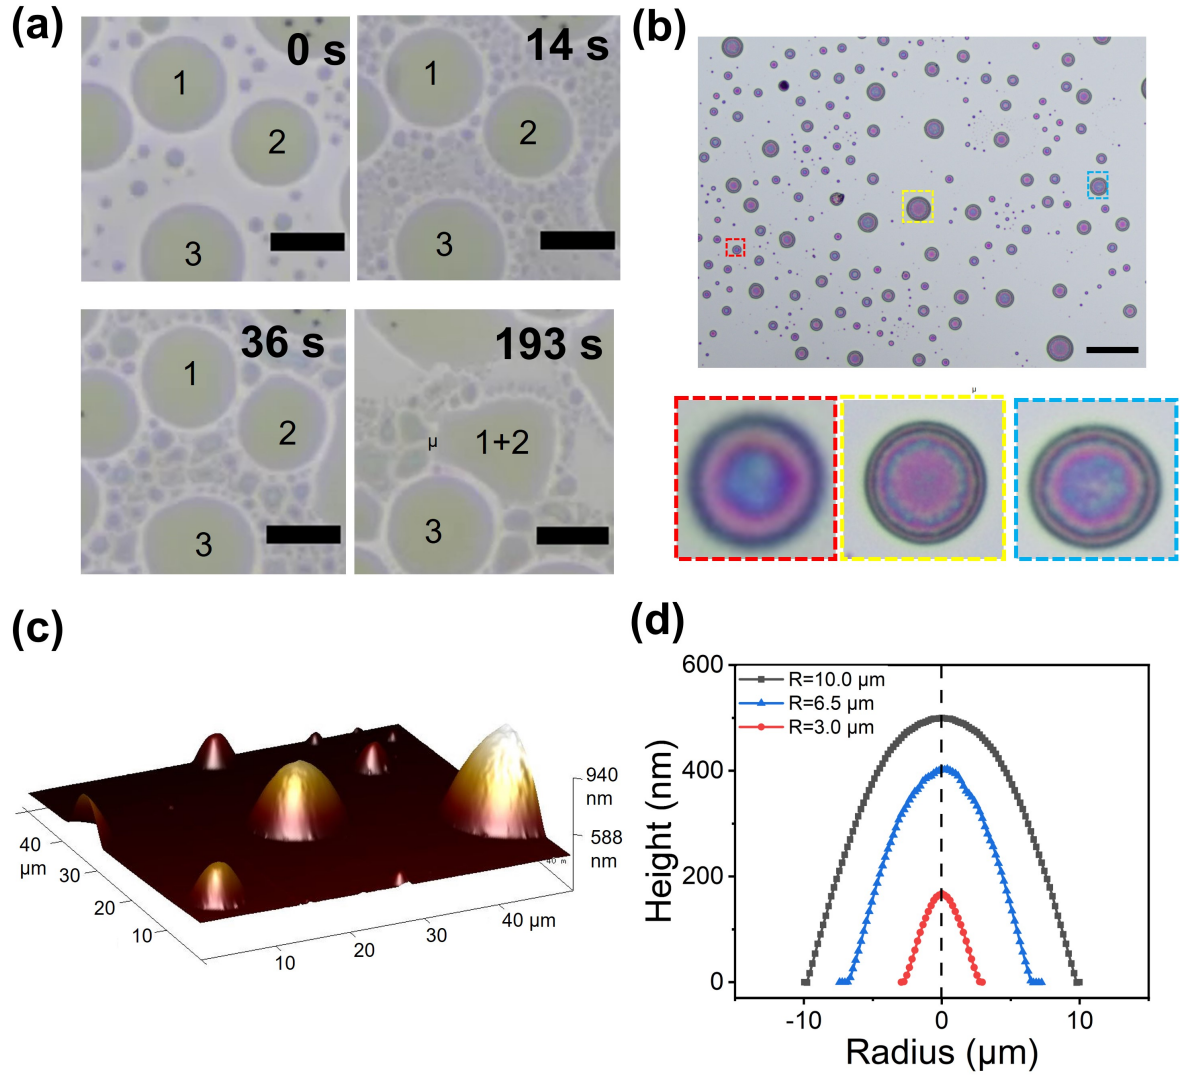 (a)
0 s
1
2
3
14 s
1
2
3
36 s
1
2
3
193 s
µ
1+2
3
(b)
µ
(c)
940
nm
588
nm
40
µm
30
20
10
10
20
30
40 µm
(d)
600
400
200
0
Height (nm)
R=10.0 µm
R=6.5 µm
R=3.0 µm
-10
0
10
Radius (µm)